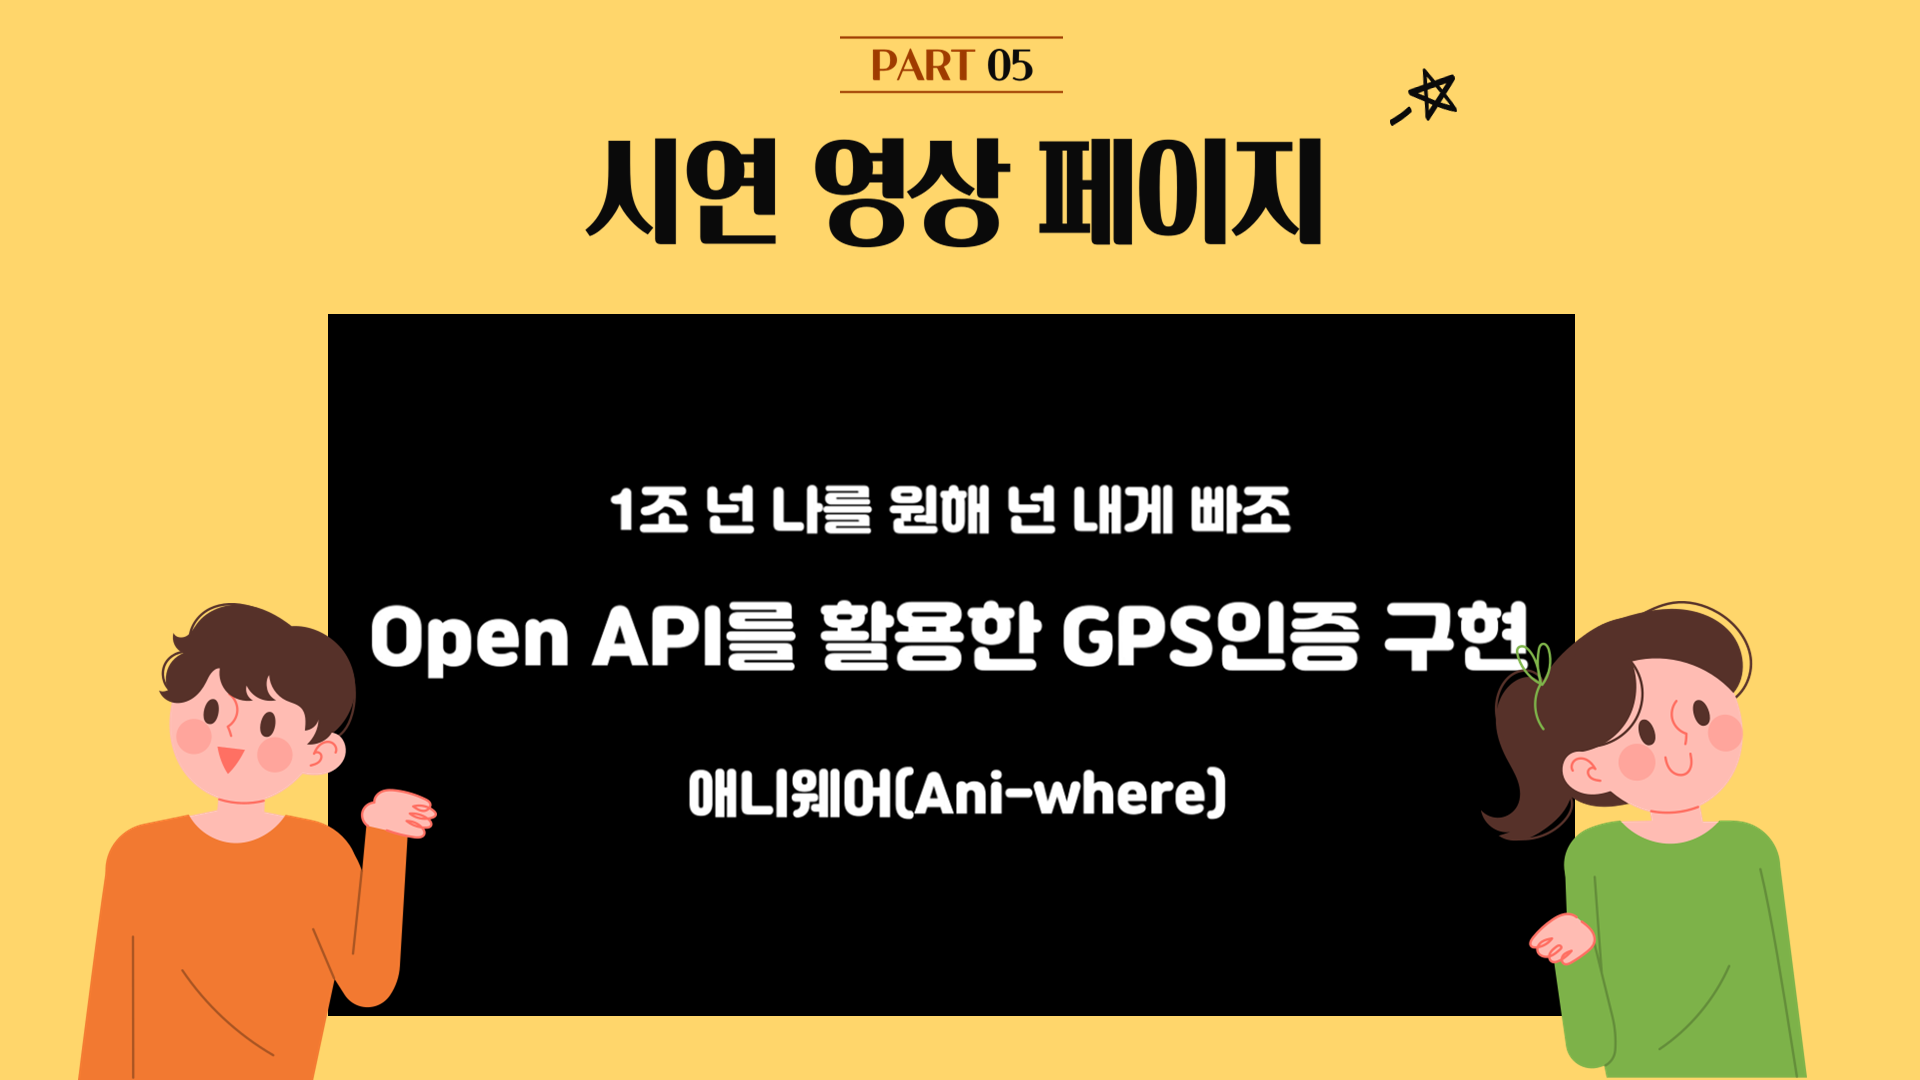 PART 05
시연 영상 페이지
1조 넌 나를 원해 넌 내게 빠조
Open API를 활용한 GPS인증 구현
애니웨어(Ani-where)